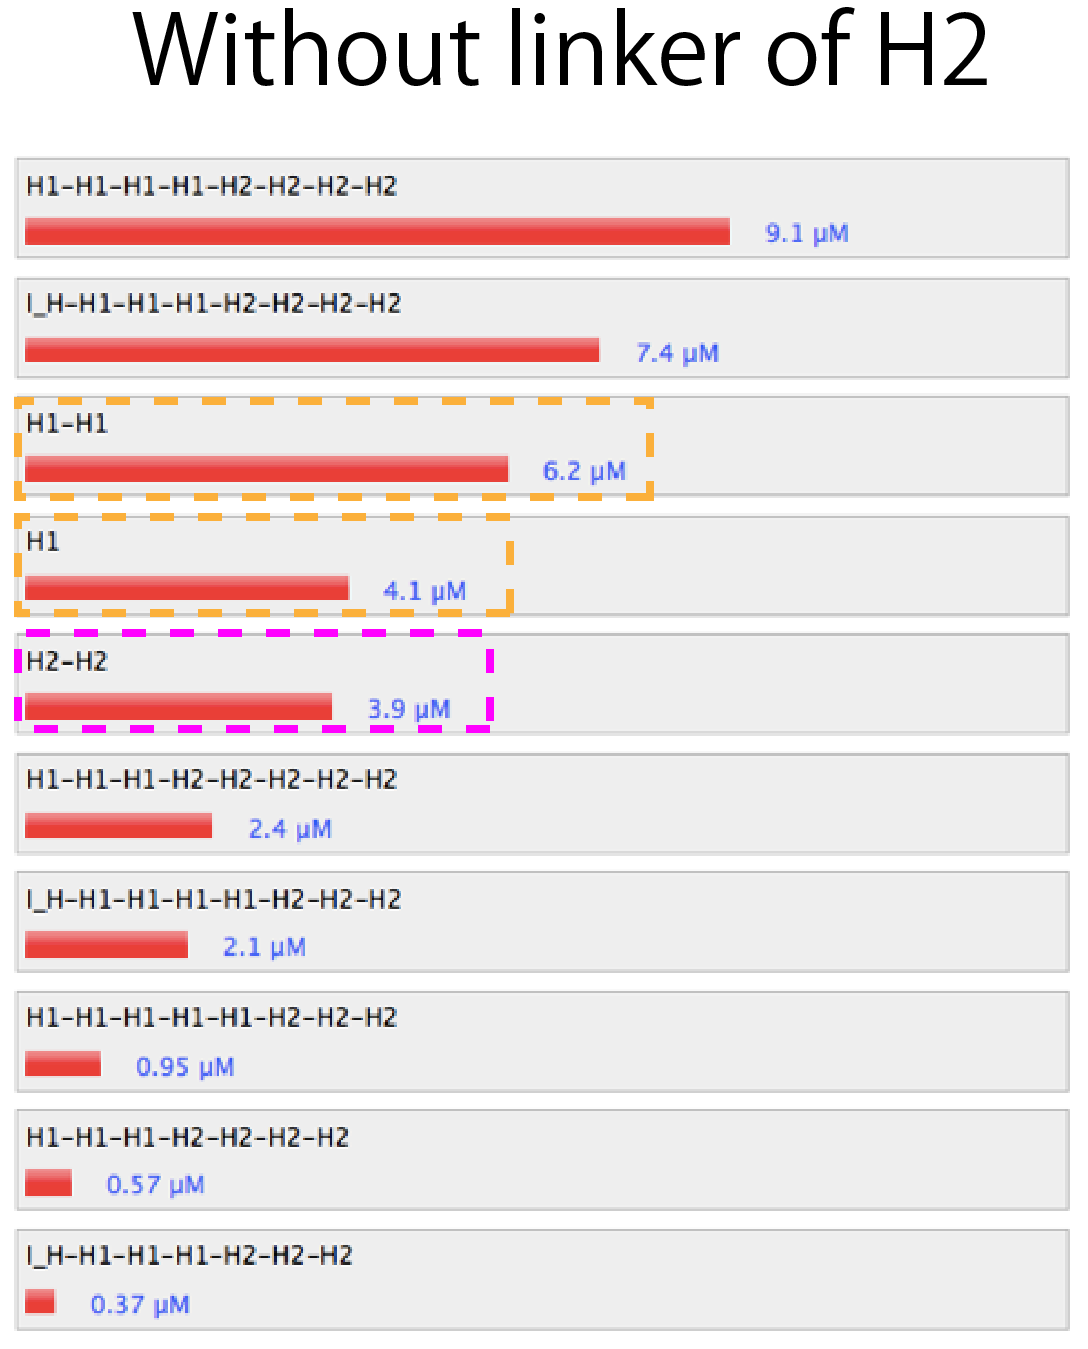 Without linker of H2
H1-H1-H1-H1-H2-H2-H2-H2
9.1 µM
I_H-H1-H1-H1-H2-H2-H2-H2
7.4 µM
H1-H1
6.2 µM
H1
4.1 µM
H2-H2
3.9 µM
H1-H1-H1-H2-H2-H2-H2-H2
2.4 µM
I_H-H1-H1-H1-H1-H2-H2-H2
2.1 µM
H1-H1-H1-H1-H1-H2-H2-H2
0.95 µM
H1-H1-H1-H2-H2-H2-H2
0.57 µM
I_H-H1-H1-H1-H2-H2-H2
0.37 µM